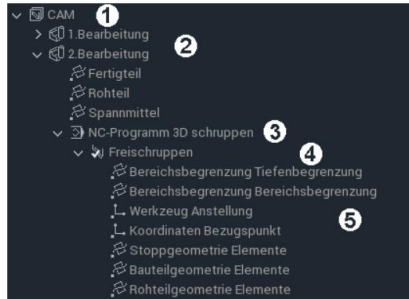 CAM 1
1.Bearbeitung
2
2.Bearbeitung
Fertigteil
Rohteil
Spannmittel
NC-Programm 3D schruppen 3
Freischruppen 4
Bereichsbegrenzung Tiefenbegrenzung
Bereichsbegrenzung Bereichsbegrenzung
Werkzeug Anstellung
5
Koordinaten Bezugspunkt
Stoppgeometrie Elemente
Bauteilgeometrie Elemente
Rohteilgeometrie Elemente